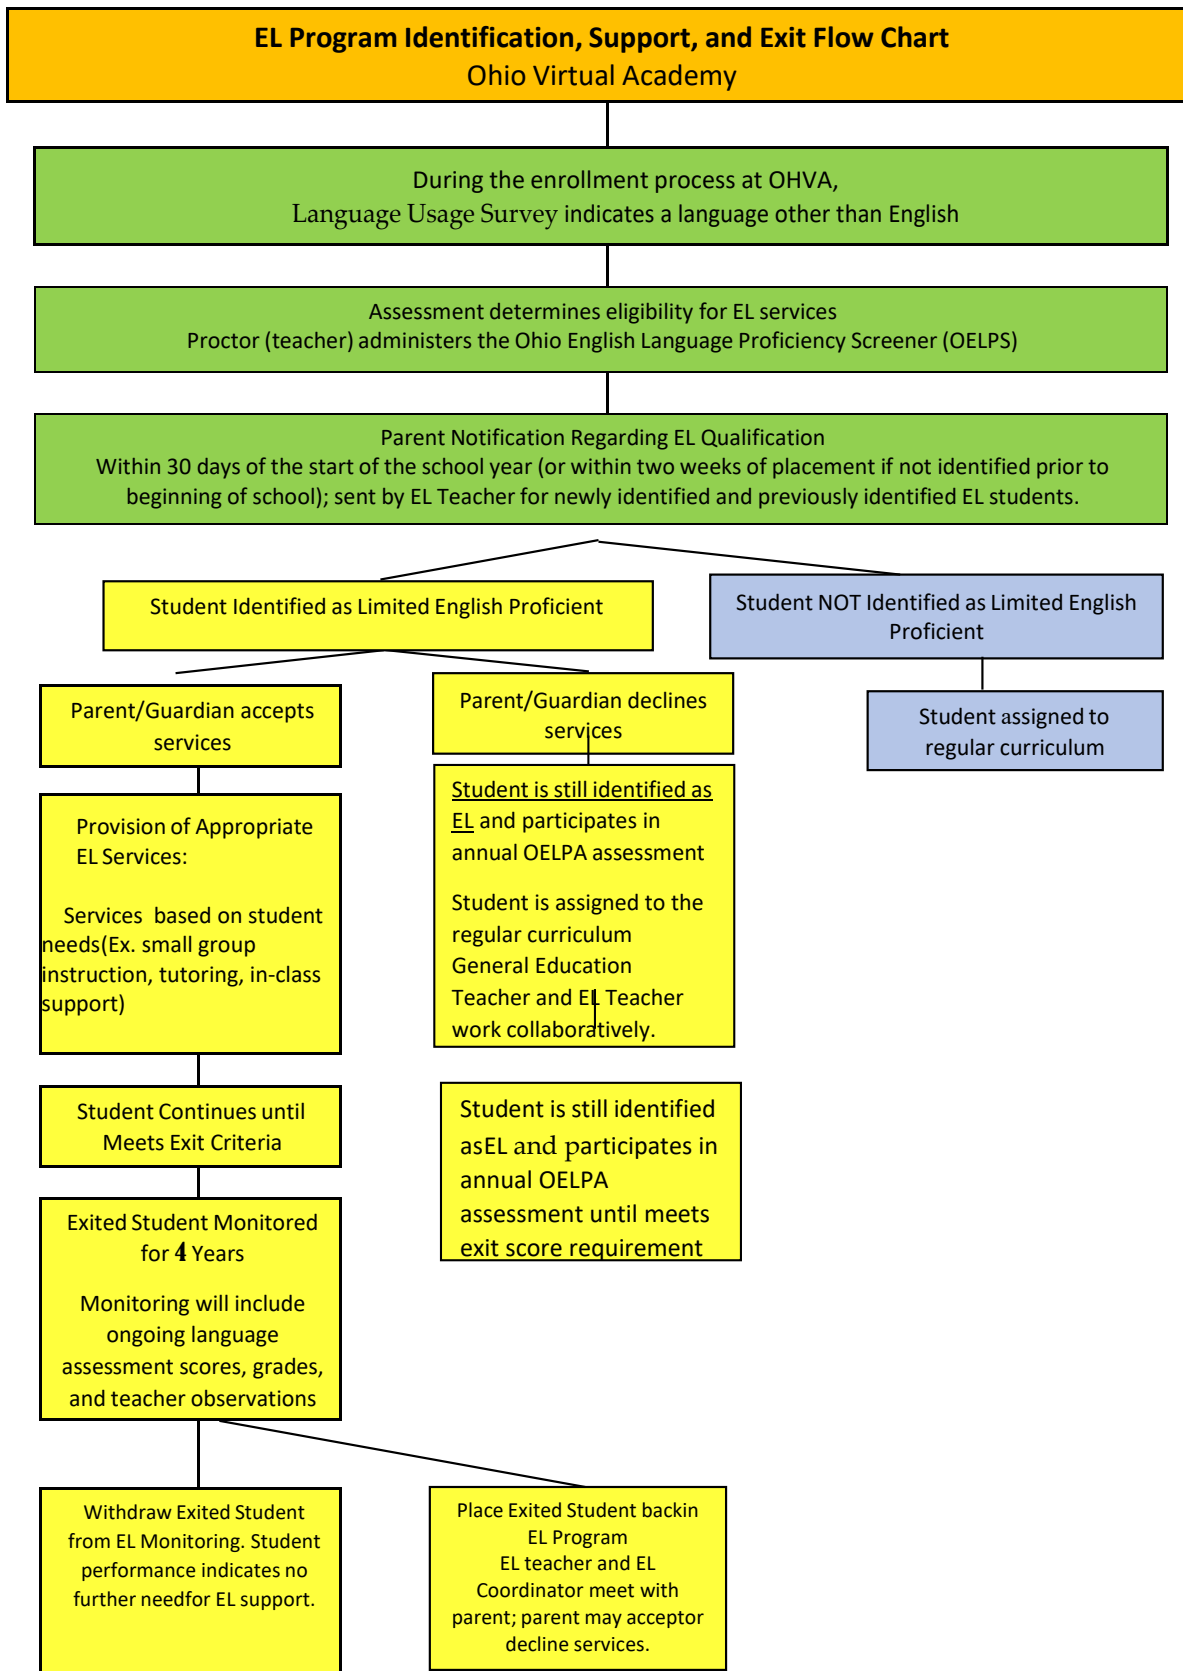 EL Program Identification, Support, and Exit Flow Chart
Ohio Virtual Academy
During the enrollment process at OHVA,
Language Usage Survey indicates a language other than English
Assessment determines eligibility for EL services
Proctor (teacher) administers the Ohio English Language Proficiency Screener (OELPS)
Parent Notification Regarding EL Qualification
Within 30 days of the start of the school year (or within two weeks of placement if not identified prior to
beginning of school); sent by EL Teacher for newly identified and previously identified EL students.
Student Identified as Limited English Proficient
Student NOT Identified as Limited English
Proficient
Parent/Guardian accepts
services
Parent/Guardian declines
services
Student assigned to
regular curriculum
Provision of Appropriate
EL Services:
Services based on student
needs(Ex. small group
instruction, tutoring, in-class
support)
Student is still identified as
EL and participates in
annual OELPA assessment
Student is assigned to the
regular curriculum
General Education
Teacher and EL Teacher
work collaboratively.
Student Continues until
Meets Exit Criteria
Student is still identified
asEL and participates in
annual OELPA
assessment until meets
exit score requirement
Exited Student Monitored
for 4 Years
Monitoring will include
ongoing language
assessment scores, grades,
and teacher observations
Withdraw Exited Student
from EL Monitoring. Student
performance indicates no
further needfor EL support.
Place Exited Student backin
EL Program
EL teacher and EL
Coordinator meet with
parent; parent may acceptor
decline services.